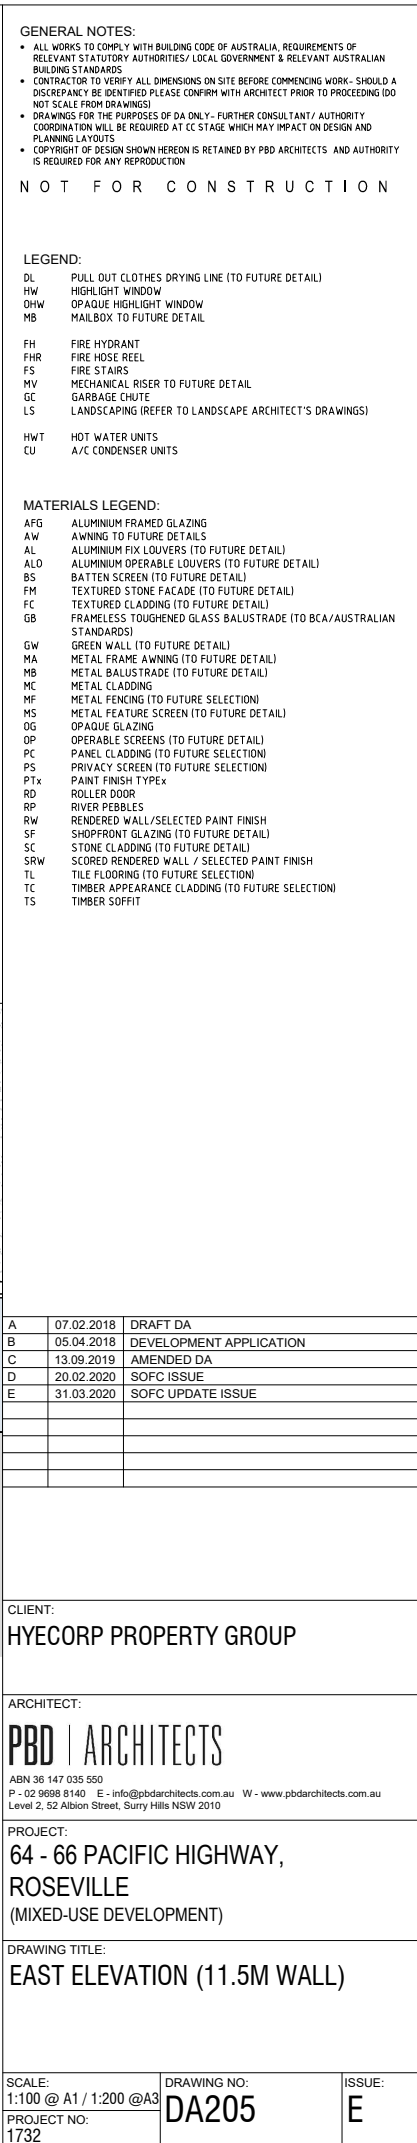 GENERAL NOTES:
• ALL WORKS TO COMPLY WITH BUILDING CODE OF AUSTRALIA, REQUIREMENTS OF
RELEVANT STATUTORY AUTHORITIES/ LOCAL GOVERNMENT & RELEVANT AUSTRALIAN
BUILDING STANDARDS
• CONTRACTOR TO VERIFY ALL DIMENSIONS ON SITE BEFORE COMMENCING WORK- SHOULD A
DISCREPANCY BE IDENTIFIED PLEASE CONFIRM WITH ARCHITECT PRIOR TO PROCEEDING (DO
NOT SCALE FROM DRAWINGS)
• DRAWINGS FOR THE PURPOSES OF DA ONLY- FURTHER CONSULTANT/ AUTHORITY
COORDINATION WILL BE REQUIRED AT CC STAGE WHICH MAY IMPACT ON DESIGN AND
PLANNING LAYOUTS
• COPYRIGHT OF DESIGN SHOWN HEREON IS RETAINED BY PBD ARCHITECTS AND AUTHORITY
IS REQUIRED FOR ANY REPRODUCTION
NOT FOR CONSTRUCTION
LEGEND:
DL PULL OUT CLOTHES DRYING LINE (TO FUTURE DETAIL)
HW HIGHLIGHT WINDOW
OHW OPAQUE HIGHLIGHT WINDOW
MB MAILBOX TO FUTURE DETAIL
FH FIRE HYDRANT
FHR FIRE HOSE REEL
FS FIRE STAIRS
MV MECHANICAL RISER TO FUTURE DETAIL
GC GARBAGE CHUTE
LS LANDSCAPING (REFER TO LANDSCAPE ARCHITECT'S DRAWINGS)
HWT HOT WATER UNITS
CU A/C CONDENSER UNITS
MATERIALS LEGEND:
AFG ALUMINIUM FRAMED GLAZING
AW AWNING TO FUTURE DETAILS
AL ALUMINIUM FIX LOUVERS (TO FUTURE DETAIL)
ALO ALUMINIUM OPERABLE LOUVERS (TO FUTURE DETAIL)
BS BATTEN SCREEN (TO FUTURE DETAIL)
FM TEXTURED STONE FACADE (TO FUTURE DETAIL)
FC TEXTURED CLADDING (TO FUTURE DETAIL)
GB FRAMELESS TOUGHENED GLASS BALUSTRADE (TO BCA/AUSTRALIAN
STANDARDS)
GW GREEN WALL (TO FUTURE DETAIL)
MA METAL FRAME AWNING (TO FUTURE DETAIL)
MB METAL BALUSTRADE (TO FUTURE DETAIL)
MC METAL CLADDING
MF METAL FENCING (TO FUTURE SELECTION)
MS METAL FEATURE SCREEN (TO FUTURE DETAIL)
OG OPAQUE GLAZING
OP OPERABLE SCREENS (TO FUTURE DETAIL)
PC PANEL CLADDING (TO FUTURE SELECTION)
PS PRIVACY SCREEN (TO FUTURE SELECTION)
PTx PAINT FINISH TYPEx
RD ROLLER DOOR
RP RIVER PEBBLES
RW RENDERED WALL/SELECTED PAINT FINISH
SF SHOPFRONT GLAZING (TO FUTURE DETAIL)
SC STONE CLADDING (TO FUTURE DETAIL)
SRW SCORED RENDERED WALL / SELECTED PAINT FINISH
TL TILE FLOORING (TO FUTURE SELECTION)
TC TIMBER APPEARANCE CLADDING (TO FUTURE SELECTION)
TS TIMBER SOFFIT
A 07.02.2018 DRAFT DA
B 05.04.2018 DEVELOPMENT APPLICATION
C 13.09.2019 AMENDED DA
D 20.02.2020 SOFC ISSUE
E 31.03.2020 SOFC UPDATE ISSUE
CLIENT:
HYECORP PROPERTY GROUP
ARCHITECT:
PBD | ARCHITECTS
ABN 36 147 035 550
P - 02 9698 8140 E - info@pbdarchitects.com.au W - www.pbdarchitects.com.au
Level 2, 52 Albion Street, Surry Hills NSW 2010
PROJECT:
64 - 66 PACIFIC HIGHWAY,
ROSEVILLE
(MIXED-USE DEVELOPMENT)
DRAWING TITLE:
EAST ELEVATION (11.5M WALL)
SCALE:
1:100 @ A1 / 1:200 @A3
PROJECT NO:
1732
DRAWING NO:
DA205
ISSUE:
E